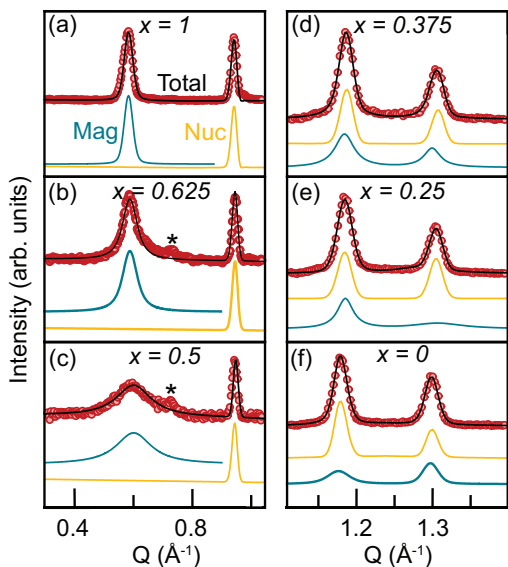 (a) x = 1
Total
Mag Nuc
(b) x = 0.625
*
(c) x = 0.5
*
0.4 0.8
Q (Å⁻¹)
Intensity (arb. units)
(d) x = 0.375
(e) x = 0.25
(f) x = 0
1.2 1.3
Q (Å⁻¹)